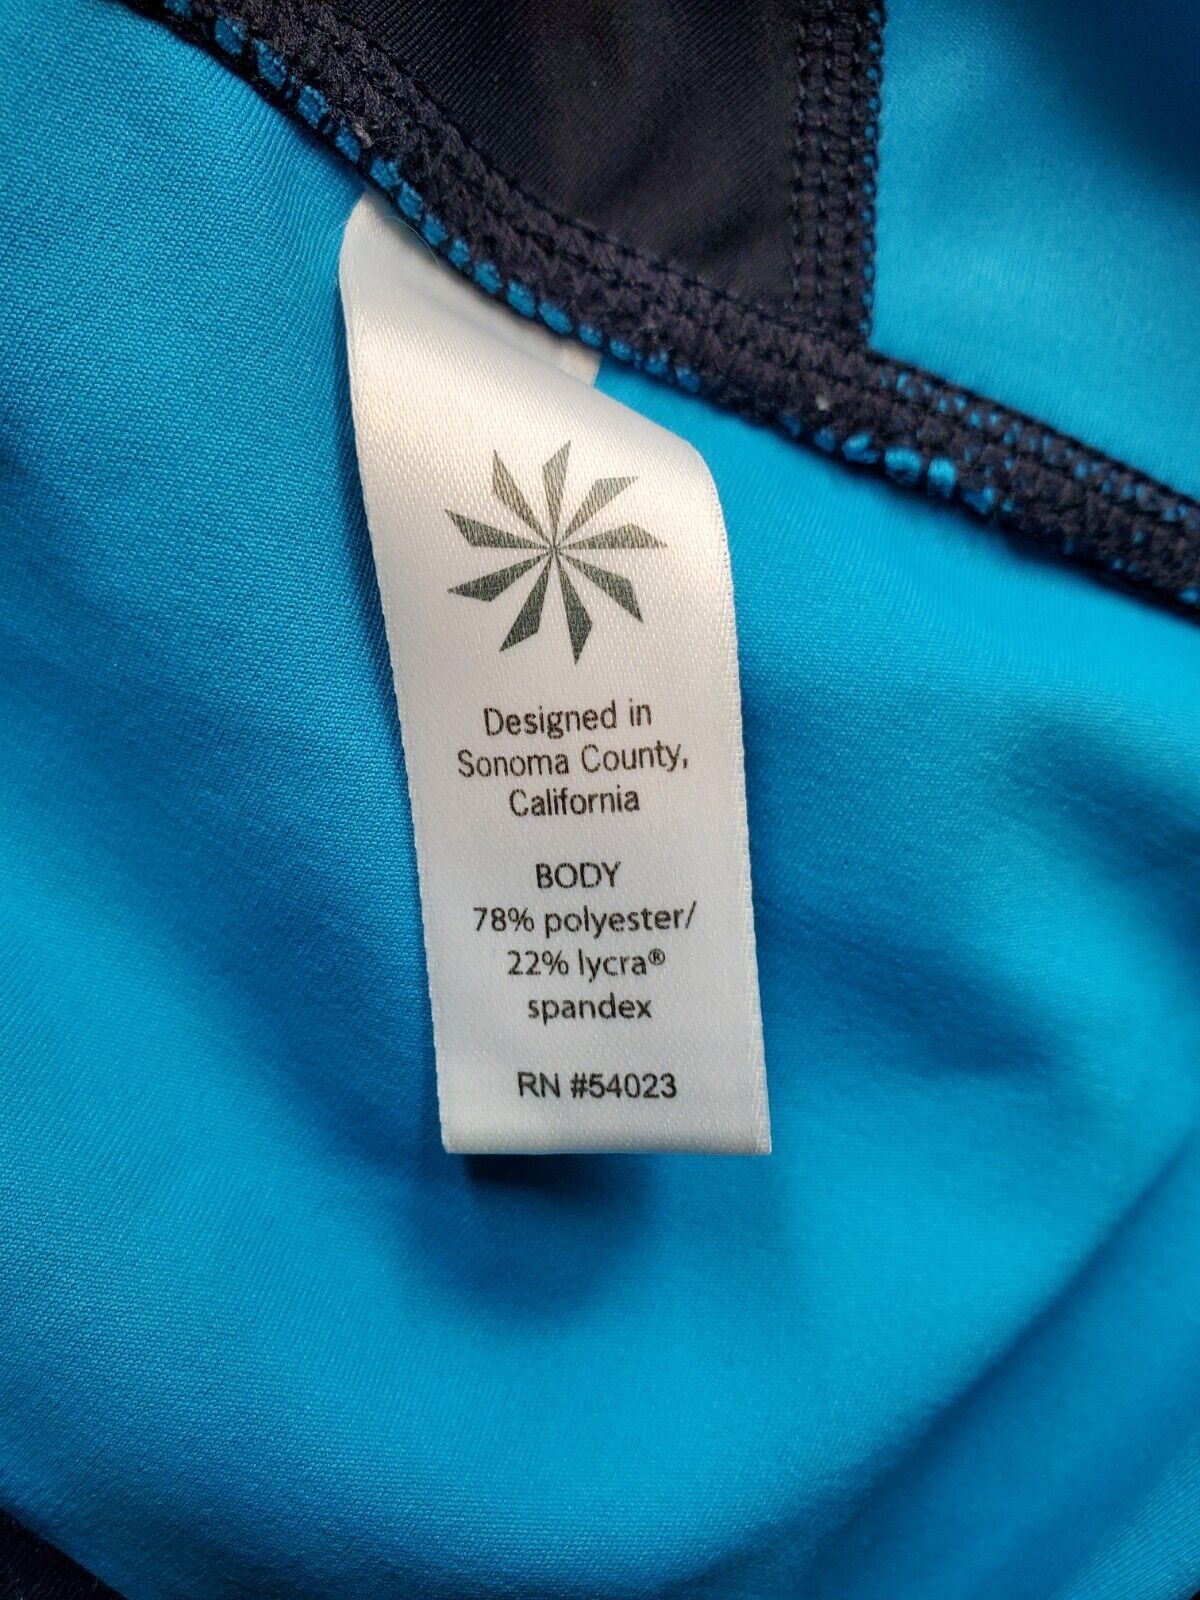 Designed in
Sonoma County,
California
BODY
78% polyester/
22% lycra®
spandex
RN #54023